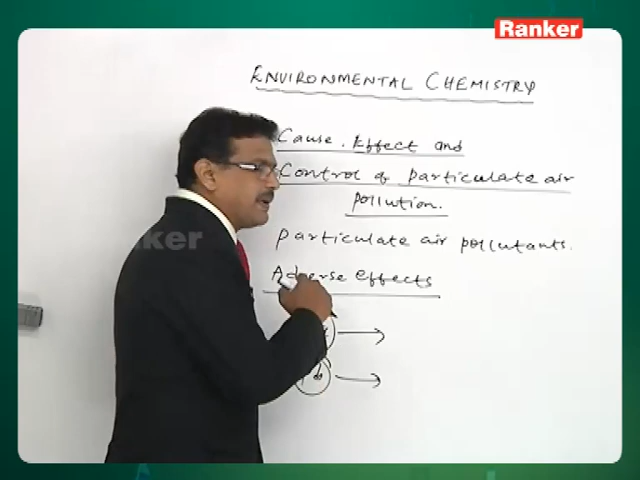 Ranker
ENVIRONMENTAL CHEMISTRY
Cause. Effect and
Control of particulate air
pollution.
particulate air pollutants.
Adverse effects